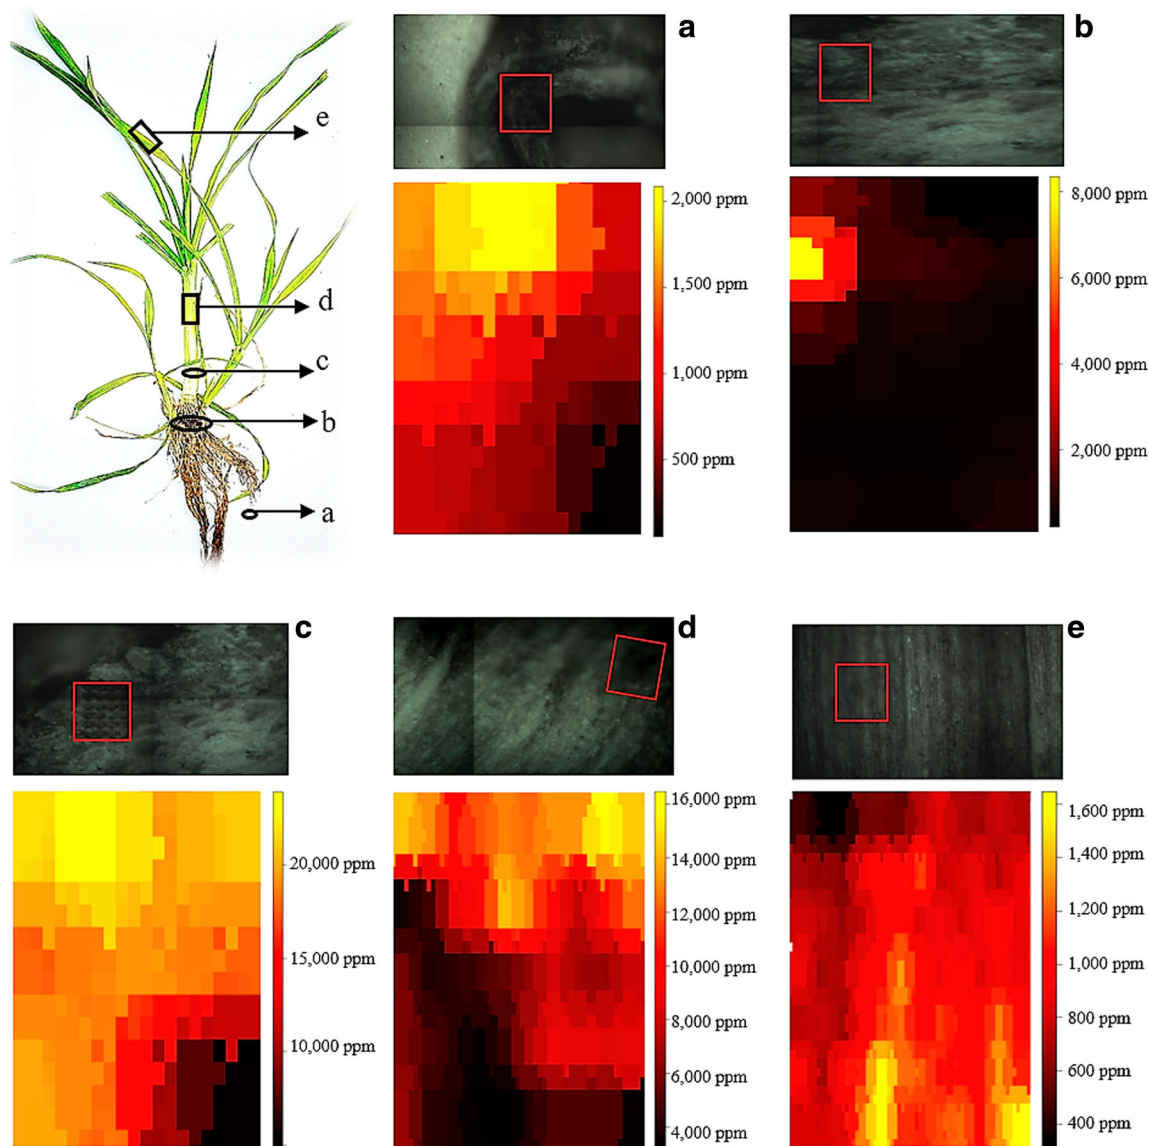 e
d
c
b
a
a
2,000 ppm
1,500 ppm
1,000 ppm
500 ppm
b
8,000 ppm
6,000 ppm
4,000 ppm
2,000 ppm
c
20,000 ppm
15,000 ppm
10,000 ppm
d
16,000 ppm
14,000 ppm
12,000 ppm
10,000 ppm
8,000 ppm
6,000 ppm
4,000 ppm
e
1,600 ppm
1,400 ppm
1,200 ppm
1,000 ppm
800 ppm
600 ppm
400 ppm